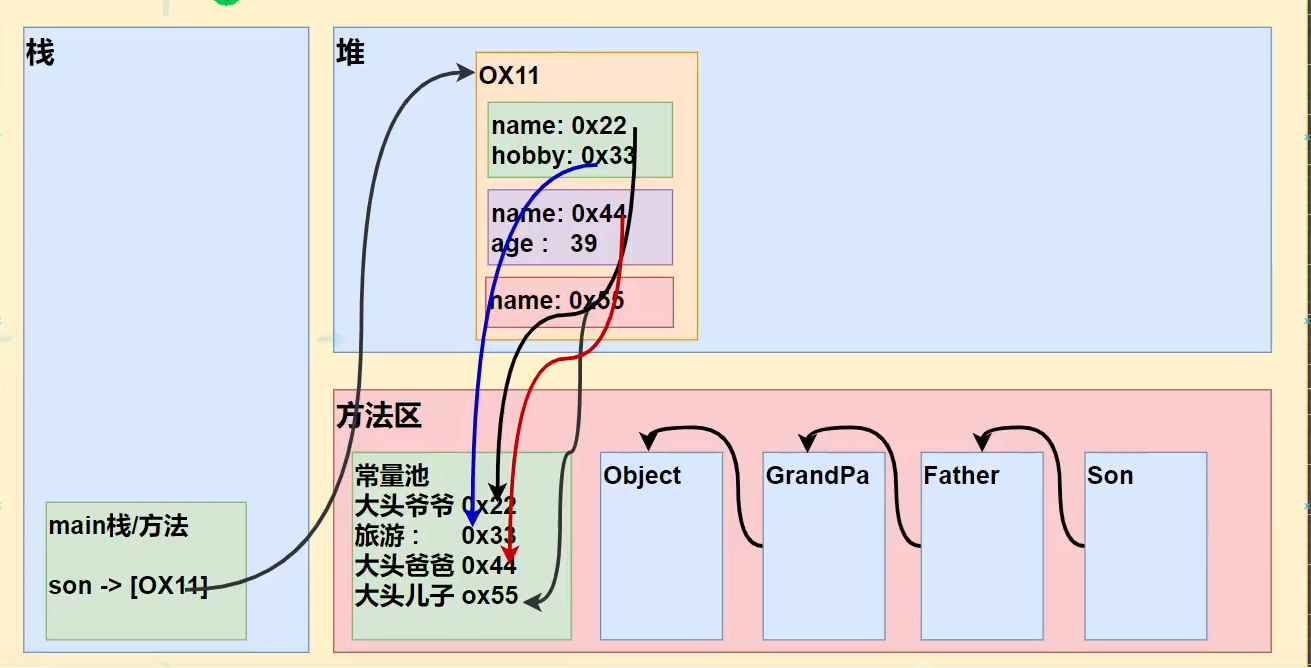 栈
main栈/方法
son -> [OX11]
堆
OX11
name: 0x22
hobby: 0x33
name: 0x44
age : 39
name: 0x55
方法区
常量池
大头爷爷 0x22
旅游 : 0x33
大头爸爸 0x44
大头儿子 ox55
Object
GrandPa
Father
Son